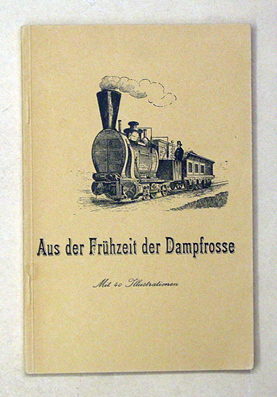 Aus der Frühzeit der Dampfrosse
Mit 40 Illustrationen